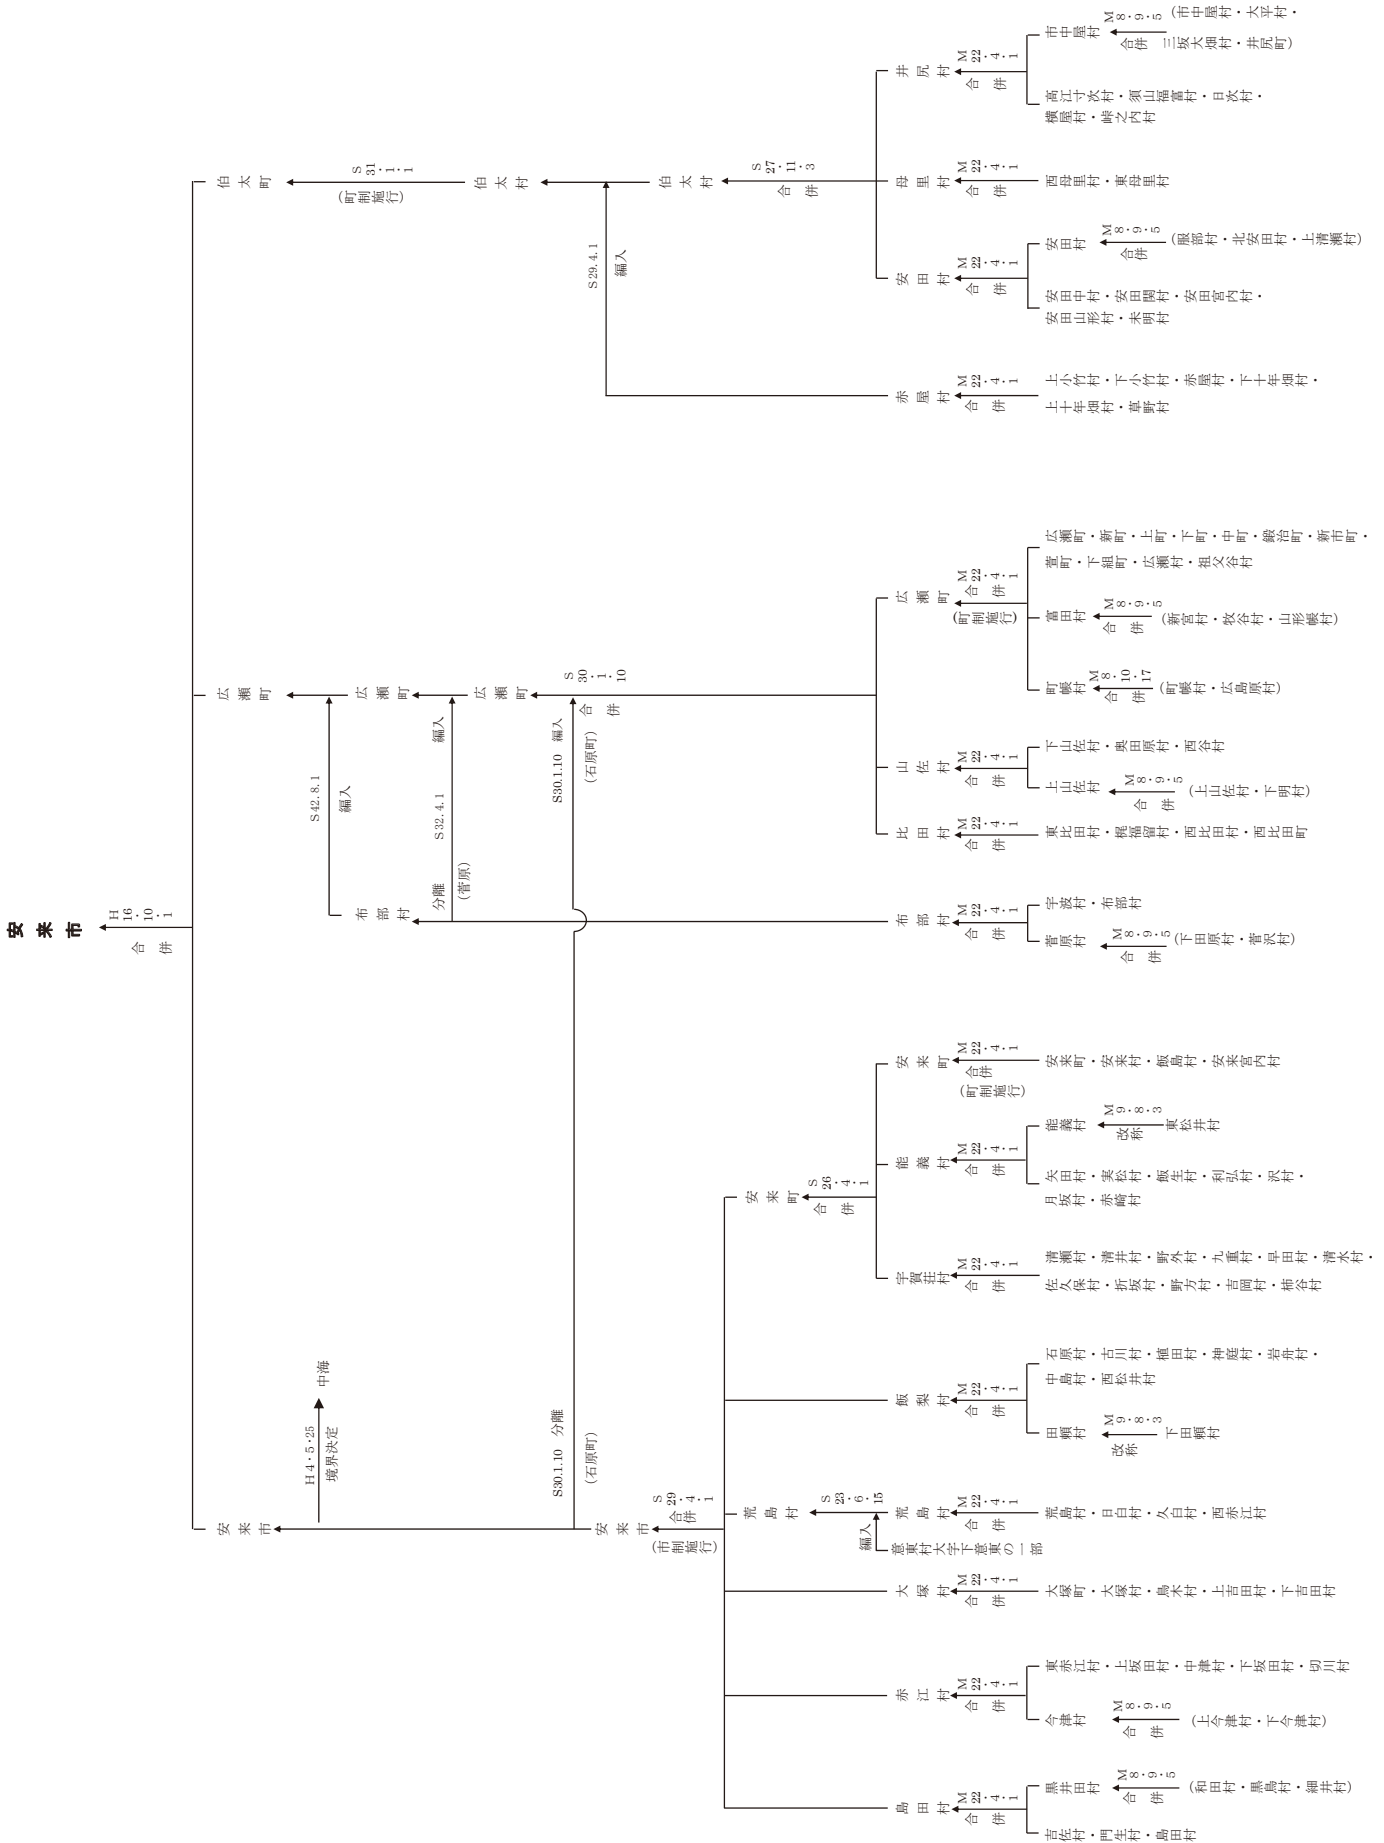 安来市
H16・10・1
合併
伯太町
S31・1・1
(町制施行)
伯太村
S29.4.1
編入
伯太村
S27・11・3
合併
井尻村
M22・4・1
合併
市中屋村
M8・9・5
合併
(市中屋村・大平村・
三坂大畑村・井尻町)
高江寸次村・須山福富村・日次村・
横屋村・峠之内村
母里村
M22・4・1
合併
西母里村・東母里村
安田村
M22・4・1
合併
安田村
M8・9・5
合併
(服部村・北安田村・上清瀬村)
安田中村・安田関村・安田宮内村・
安田山形村・未明村
赤屋村
M22・4・1
合併
上小竹村・下小竹村・赤屋村・下十年畑村・
上十年畑村・草野村
広瀬町
S42.8.1
編入
広瀬町
S32.4.1
編入
分離
(菅原)
広瀬町
S30・1・10
合併
S30.1.10 編入
(石原町)
広瀬町
M22・4・1
合併
(町制施行)
広瀬町・新町・上町・下町・中町・鍛治町・新市町・
萱町・下組町・広瀬村・祖父谷村
富田村
M8・9・5
合併
(新宮村・牧谷村・山形帳村)
町帳村
M8・10・17
合併
(町帳村・広島原村)
山佐村
M22・4・1
合併
下山佐村・奥田原村・西谷村
上山佐村
M8・9・5
合併
(上山佐村・下明村)
比田村
M22・4・1
合併
東比田村・梶福留村・西比田村・西比田町
布部村
布部村
M22・4・1
合併
宇波村・布部村
菅原村
M8・9・5
合併
(下田原村・菅沢村)
安来市
H4・5・25
境界決定
中海
S30.1.10 分離
(石原町)
安来市
S29・4・1
合併
(市制施行)
安来町
S26・4・1
合併
安来町
M22・4・1
合併
(町制施行)
安来町・安来村・飯島村・安来宮内村
能義村
M22・4・1
合併
能義村
M9・8・3
改称
東松井村
矢田村・実松村・飯生村・利弘村・沢村・
月坂村・赤崎村
宇賀荘村
M22・4・1
合併
清瀬村・清井村・野外村・九重村・早田村・清水村・
佐久保村・折坂村・野方村・吉岡村・柿谷村
飯梨村
M22・4・1
合併
石原村・古川村・植田村・神庭村・岩舟村・
中島村・西松井村
田頼村
M9・8・3
改称
下田頼村
荒島村
S23・6・15
編入
荒島村
意東村大字下意東の一部
M22・4・1
合併
荒島村・日白村・久白村・西赤江村
大塚村
M22・4・1
合併
大塚町・大塚村・鳥木村・上吉田村・下吉田村
赤江村
M22・4・1
合併
東赤江村・上坂田村・中津村・下坂田村・切川村
今津村
M8・9・5
合併
(上今津村・下今津村)
島田村
M22・4・1
合併
黒井田村
M8・9・5
合併
(和田村・黒鳥村・細井村)
吉佐村・門生村・島田村